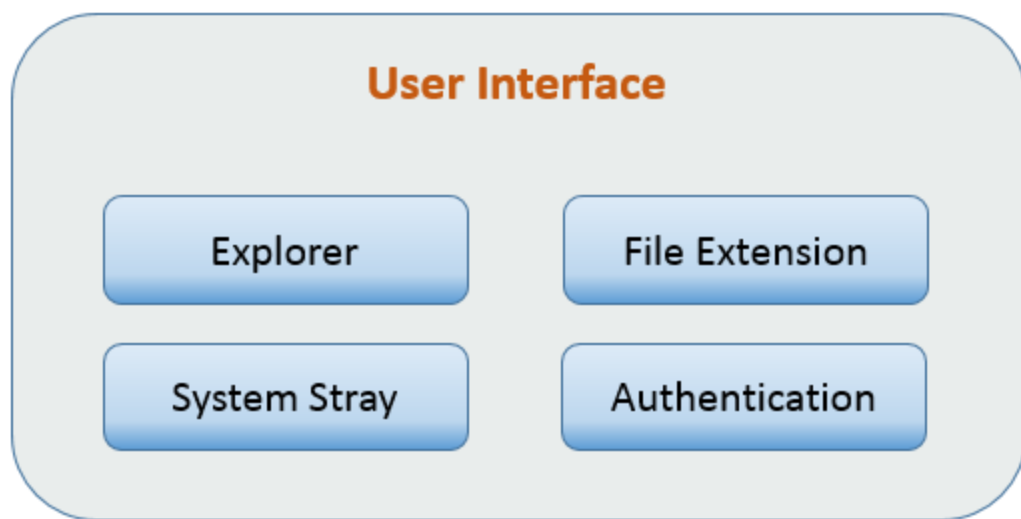 User Interface
Explorer
File Extension
System Stray
Authentication